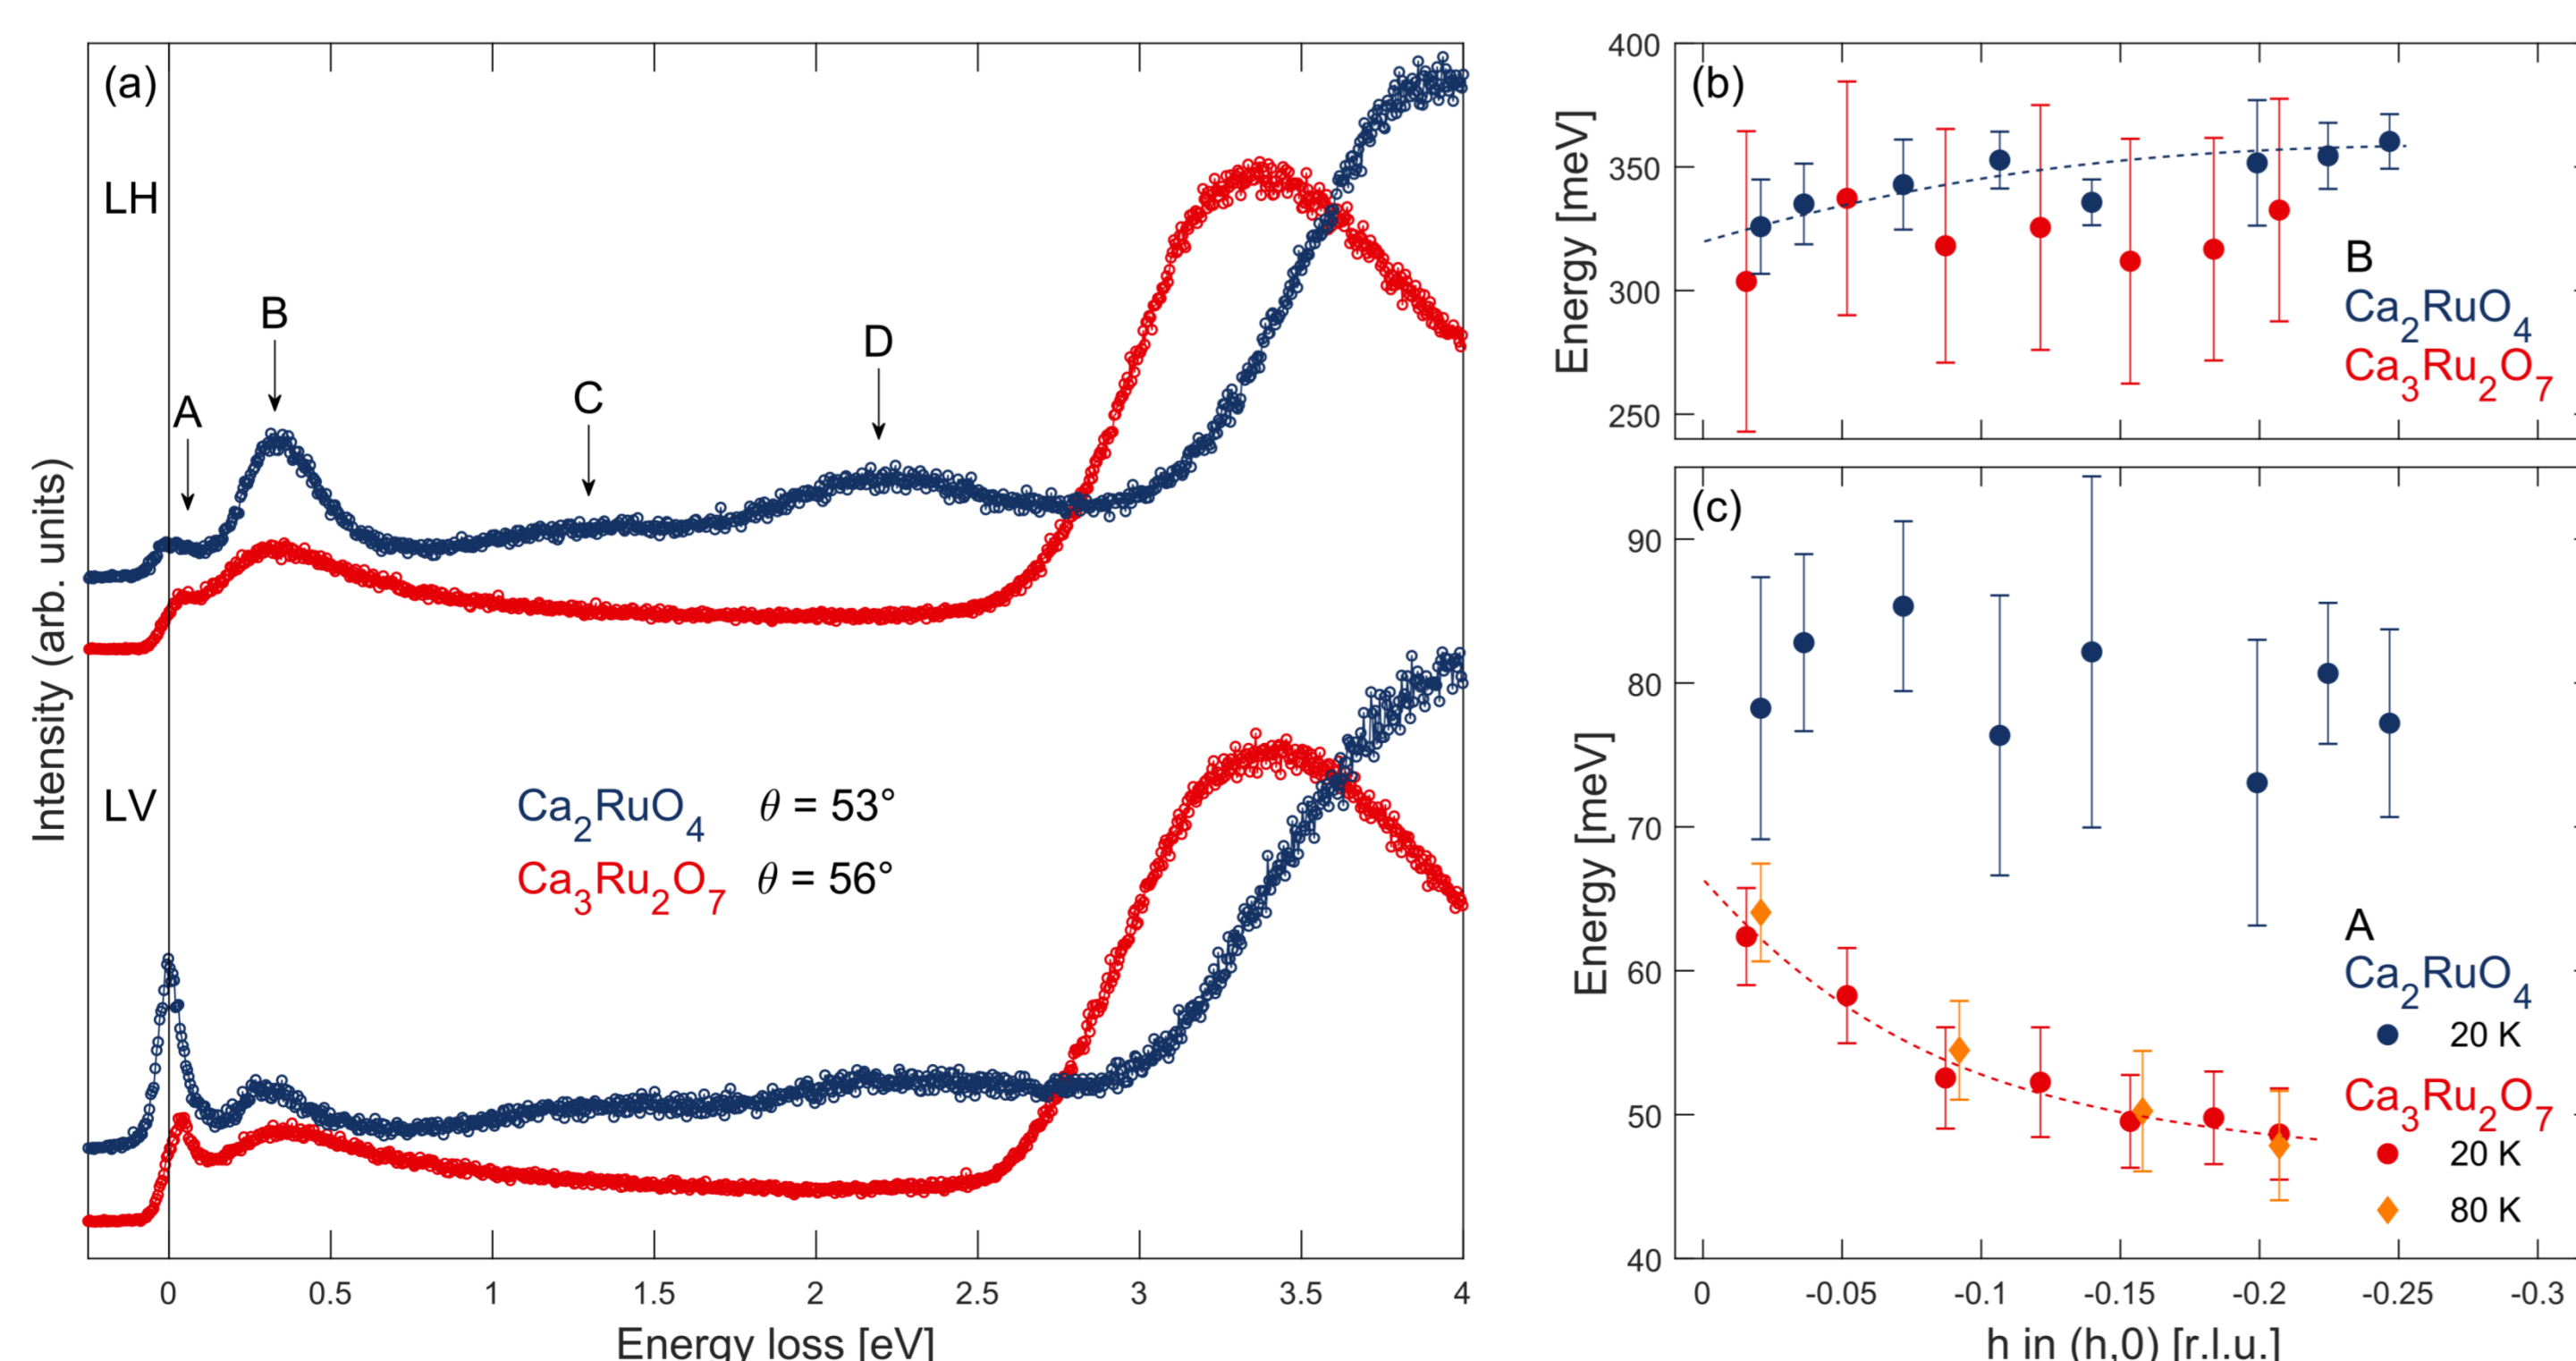 (a)
LH
A
B
C
D
LV
Ca2RuO4 θ = 53°
Ca3Ru2O7 θ = 56°
Intensity (arb. units)
0 0.5 1 1.5 2 2.5 3 3.5 4
Energy loss [eV]
(b)
400
350
300
250
Energy [meV]
B
Ca2RuO4
Ca3Ru2O7
(c)
90
80
70
60
50
40
Energy [meV]
A
Ca2RuO4
20 K
Ca3Ru2O7
20 K
80 K
0 -0.05 -0.1 -0.15 -0.2 -0.25 -0.3
h in (h,0) [r.l.u.]